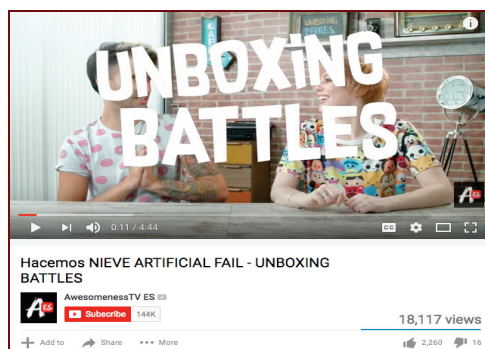 UNBOXING
BATTLES
0:11 / 4:44
CC
Hacemos NIEVE ARTIFICIAL FAIL - UNBOXING
BATTLES
AwesomenessTV ES
Subscribe 144K
18,117 views
Add to Share More
2,260 16